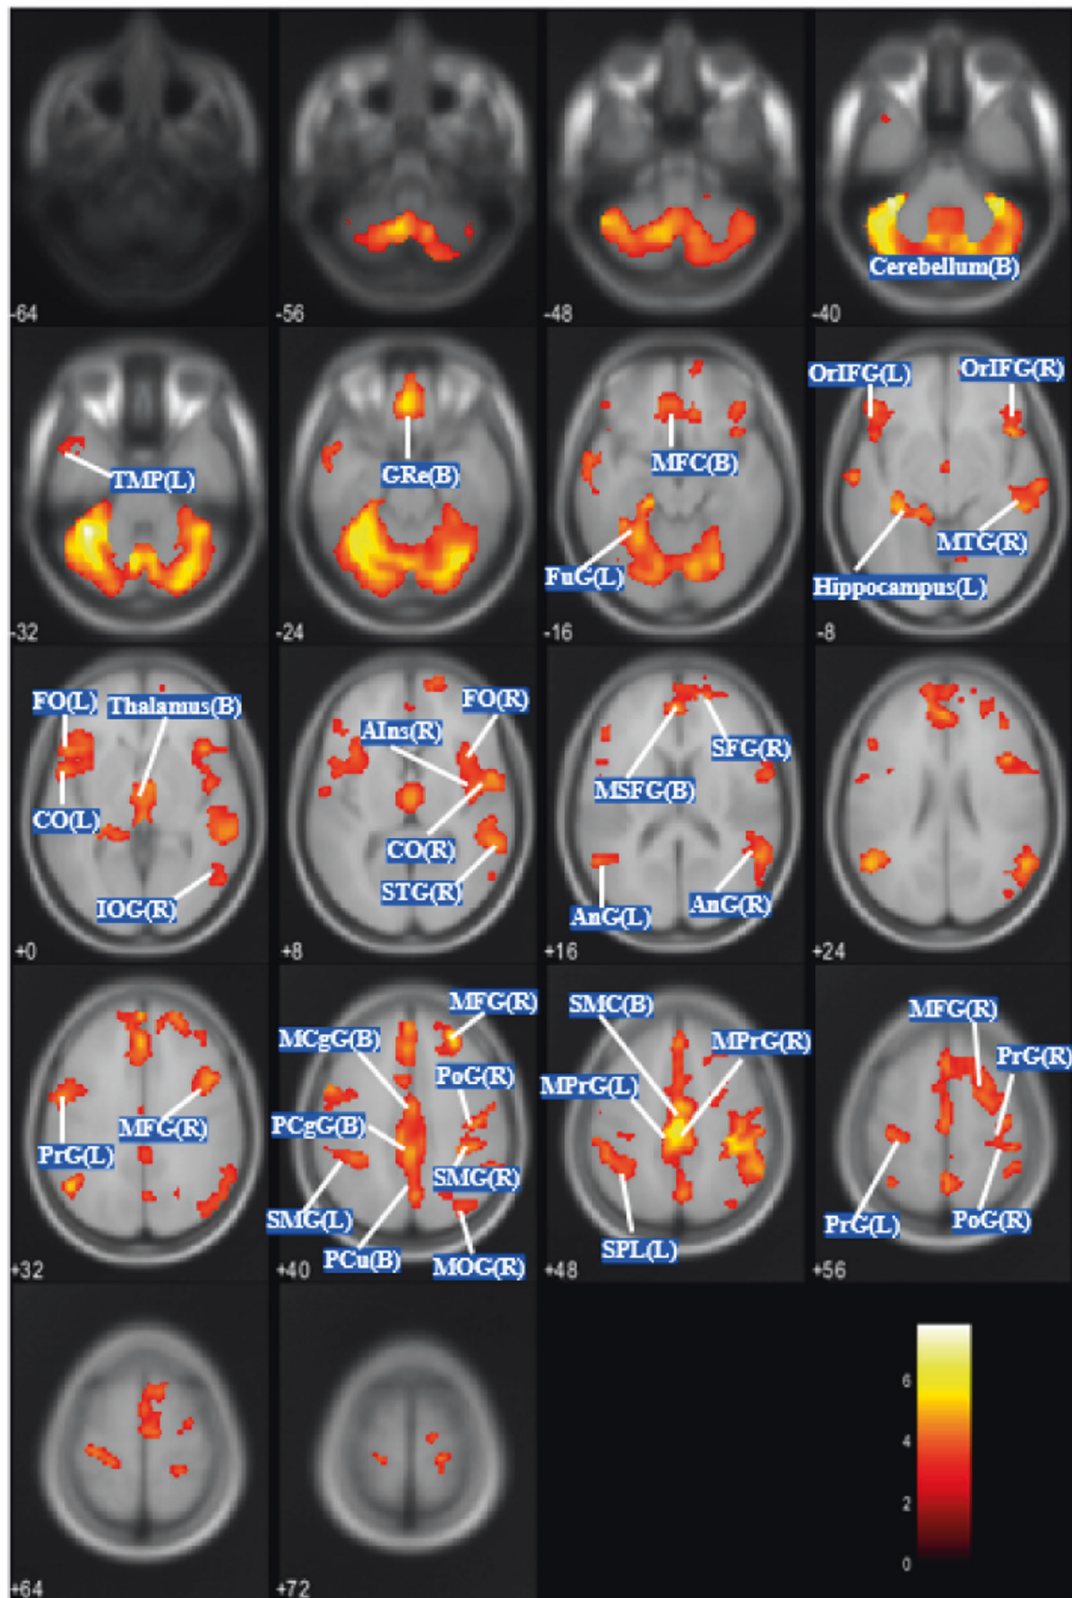 -64
-56
-48
Cerebellum(B)
-40
TMP(L)
-32
GRe(B)
-24
MFC(B)
FuG(L)
-16
OrIFG(L)
OrIFG(R)
MTG(R)
Hippocampus(L)
-8
FO(L)
Thalamus(B)
CO(L)
IOG(R)
+0
FO(R)
AIns(R)
CO(R)
STG(R)
+8
SFG(R)
MSFG(B)
AnG(L)
AnG(R)
+16
+24
MFG(R)
PrG(L)
+32
MFG(R)
MCgG(B)
PoG(R)
PCgG(B)
SMG(R)
SMG(L)
PCu(B)
MOG(R)
+40
SMC(B)
MPrG(R)
MPrG(L)
SPL(L)
+48
MFG(R)
PrG(R)
PrG(L)
PoG(R)
+56
+64
+72
6
4
2
0